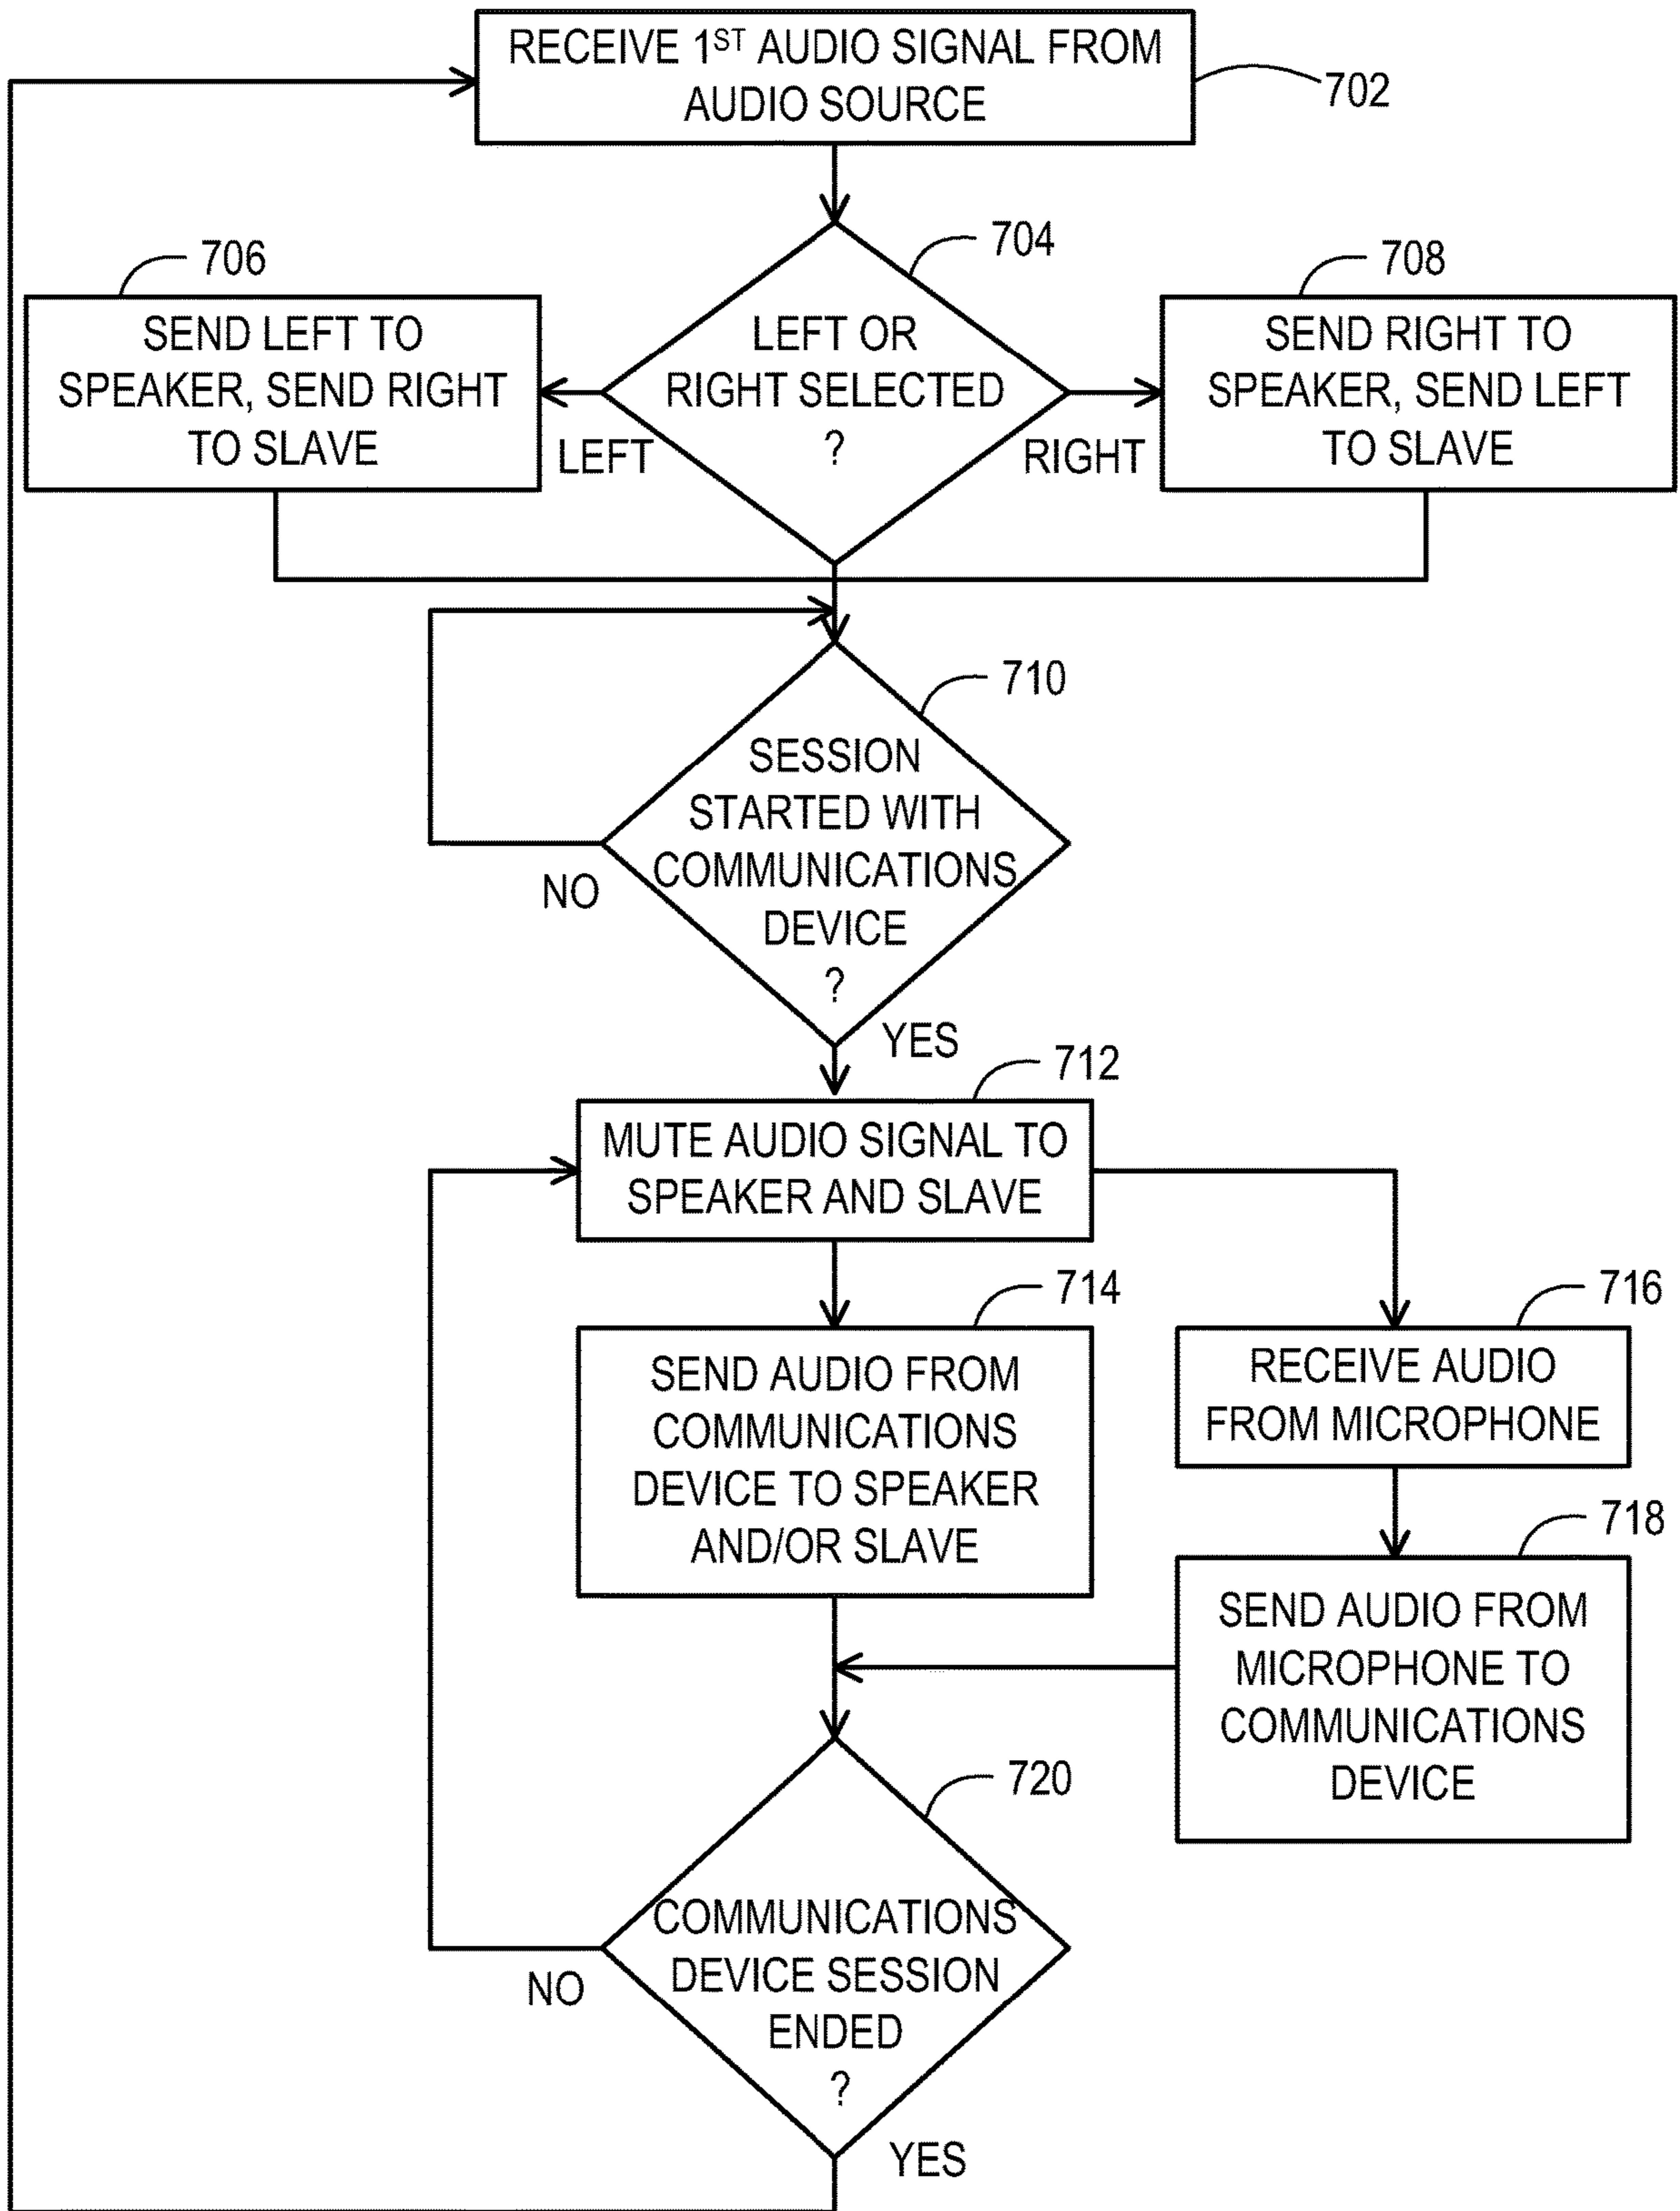 RECEIVE 1ST AUDIO SIGNAL FROM
AUDIO SOURCE
702
704
706
708
SEND LEFT TO
SPEAKER, SEND RIGHT
TO SLAVE
LEFT OR
RIGHT SELECTED
?
SEND RIGHT TO
SPEAKER, SEND LEFT
TO SLAVE
LEFT
RIGHT
710
SESSION
STARTED WITH
COMMUNICATIONS
DEVICE
?
NO
YES
712
MUTE AUDIO SIGNAL TO
SPEAKER AND SLAVE
714
716
SEND AUDIO FROM
COMMUNICATIONS
DEVICE TO SPEAKER
AND/OR SLAVE
RECEIVE AUDIO
FROM MICROPHONE
718
SEND AUDIO FROM
MICROPHONE TO
COMMUNICATIONS
DEVICE
720
COMMUNICATIONS
DEVICE SESSION
ENDED
?
NO
YES